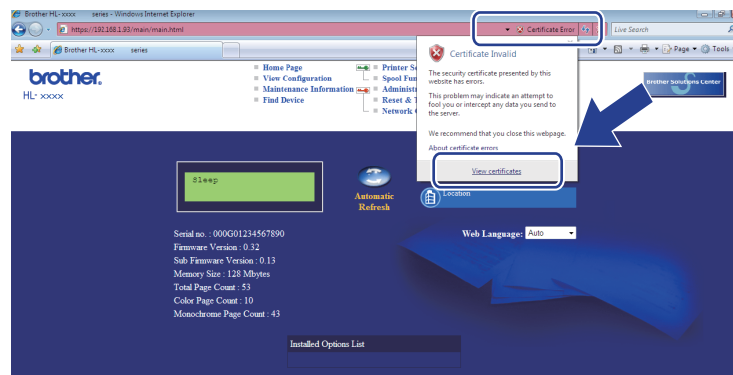 Brother HL-xxxx series - Windows Internet Explorer
https://192.168.1.93/main/main.html
Certificate Error
Live Search
Brother HL-xxxx series
Page
Tools
brother.
HL- xxxx
Home Page
View Configuration
Maintenance Information
Find Device
Printer
Spool
Reset &
Network
Brother Solutions Center
Certificate Invalid
The security certificate presented by this
website has errors.
This problem may indicate an attempt to
fool you or intercept any data you send to
the server.
We recommend that you close this webpage.
About certificate errors
View certificates
Sleep
Automatic
Refresh
Location
Serial no. : 000G01234567890
Firmware Version : 0.32
Sub Firmware Version : 0.13
Memory Size : 128 Mbytes
Total Page Count : 53
Color Page Count : 10
Monochrome Page Count : 43
Web Language: Auto
Installed Options List